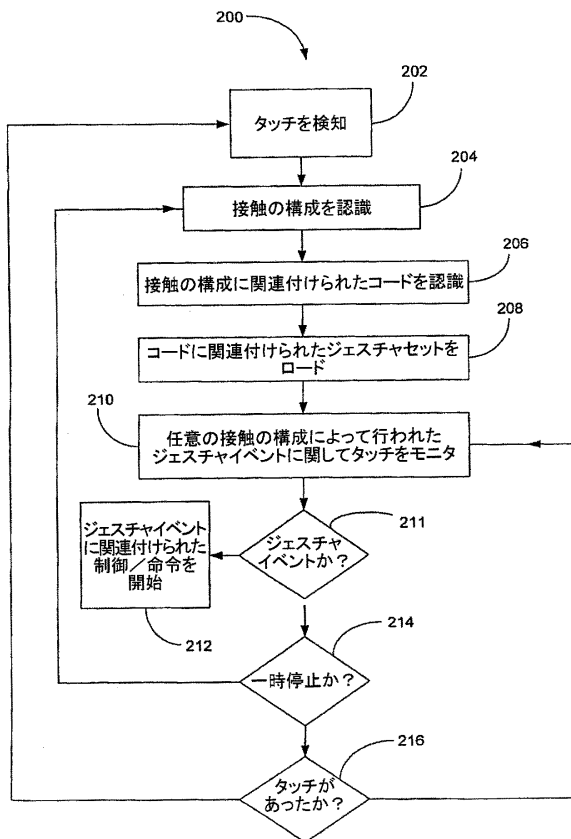 200
202
タッチを検知
204
接触の構成を認識
206
接触の構成に関連付けられたコードを認識
208
コードに関連付けられたジェスチャセットを
ロード
210
任意の接触の構成によって行われた
ジェスチャイベントに関してタッチをモニタ
211
ジェスチャ
イベントか？
ジェスチャイベント
に関連付けられた
制御／命令を
開始
212
214
一時停止か？
216
タッチが
あったか？